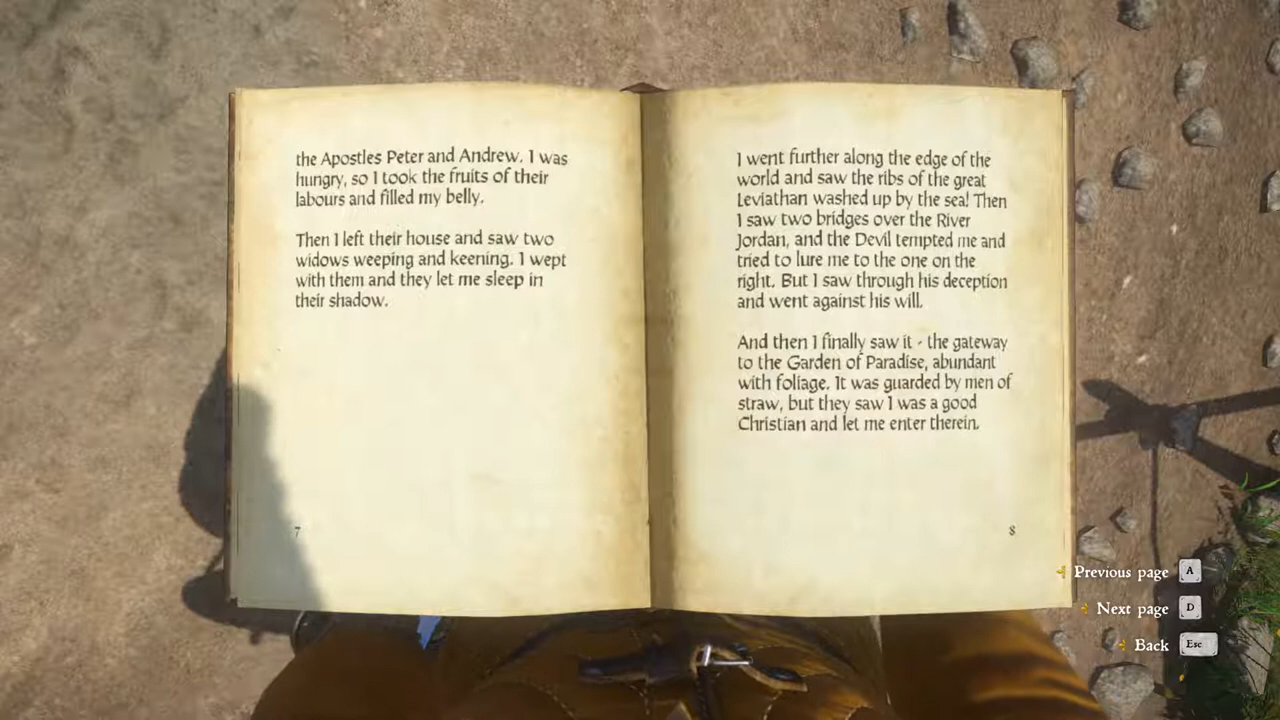 the Apostles Peter and Andrew. I was
hungry, so I took the fruits of their
labours and filled my belly.
Then I left their house and saw two
widows weeping and keening. I wept
with them and they let me sleep in
their shadow.
7
I went further along the edge of the
world and saw the ribs of the great
Leviathan washed up by the sea! Then
I saw two bridges over the River
Jordan, and the Devil tempted me and
tried to lure me to the one on the
right. But I saw through his deception
and went against his will.
And then I finally saw it - the gateway
to the Garden of Paradise, abundant
with foliage. It was guarded by men of
straw, but they saw I was a good
Christian and let me enter therein.
8
Previous page A
Next page D
Back Esc